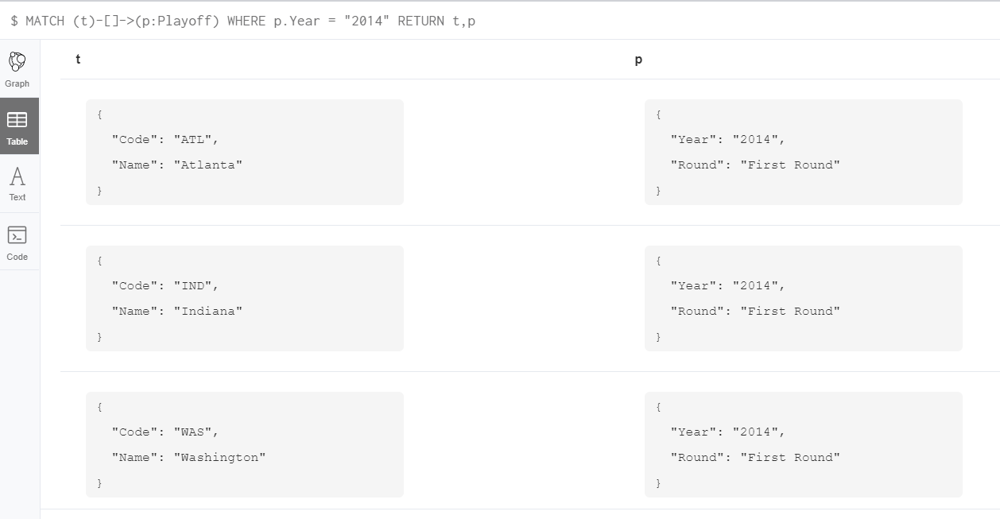 $ MATCH (t)-[]->(p:Playoff) WHERE p.Year = "2014" RETURN t,p
Graph
Table
Text
Code
t p
{
"Code": "ATL",
"Name": "Atlanta"
}
{
"Year": "2014",
"Round": "First Round"
}
{
"Code": "IND",
"Name": "Indiana"
}
{
"Year": "2014",
"Round": "First Round"
}
{
"Code": "WAS",
"Name": "Washington"
}
{
"Year": "2014",
"Round": "First Round"
}